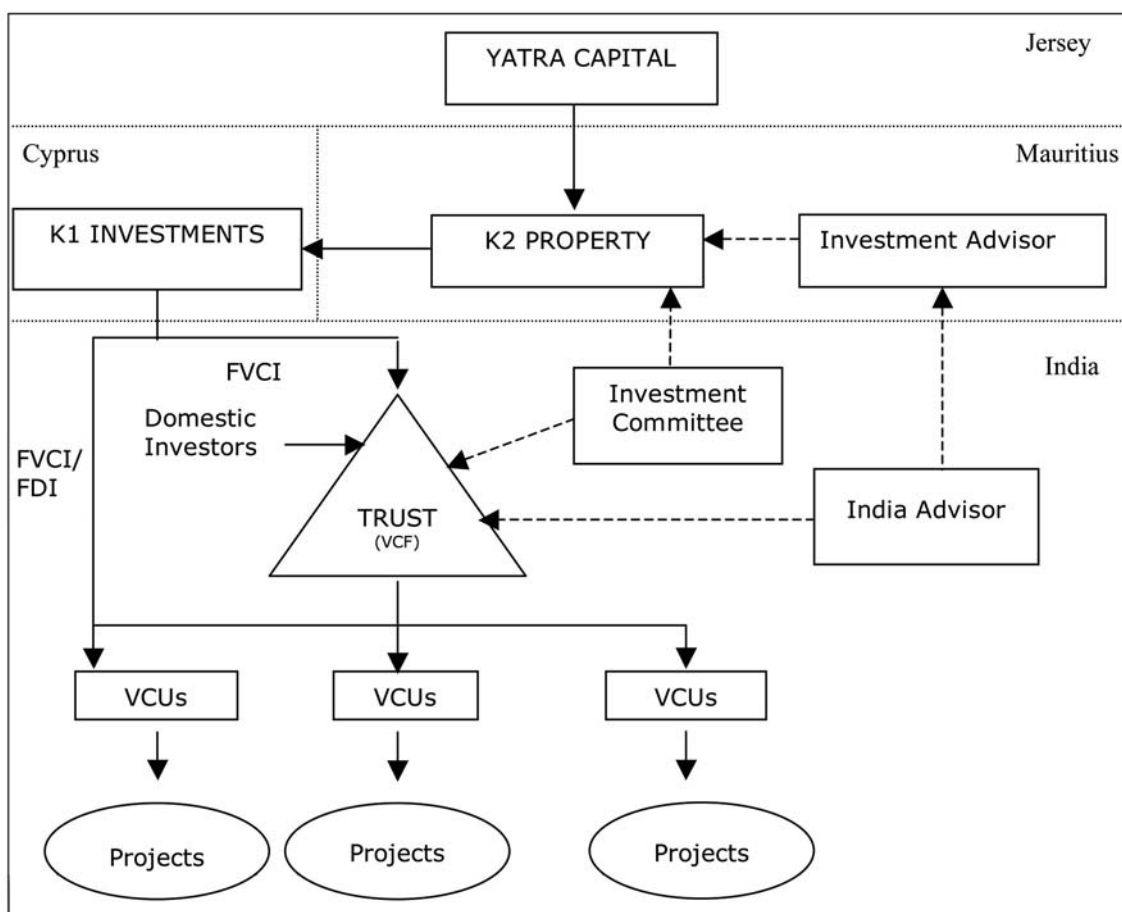 Jersey
YATRA CAPITAL
Cyprus
Mauritius
K1 INVESTMENTS
K2 PROPERTY
Investment Advisor
India
FVCI
Domestic
Investors
Investment
Committee
FVCI/
FDI
TRUST
(VCF)
India Advisor
VCUs
VCUs
VCUs
Projects
Projects
Projects